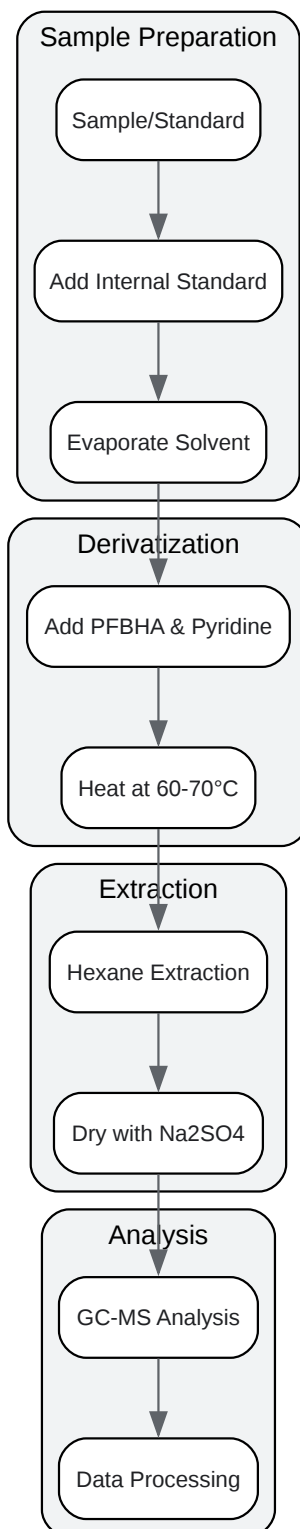 Sample Preparation
Sample/Standard
Add Internal Standard
Evaporate Solvent
Derivatization
Add PFBHA & Pyridine
Heat at 60-70°C
Extraction
Hexane Extraction
Dry with Na2SO4
Analysis
GC-MS Analysis
Data Processing